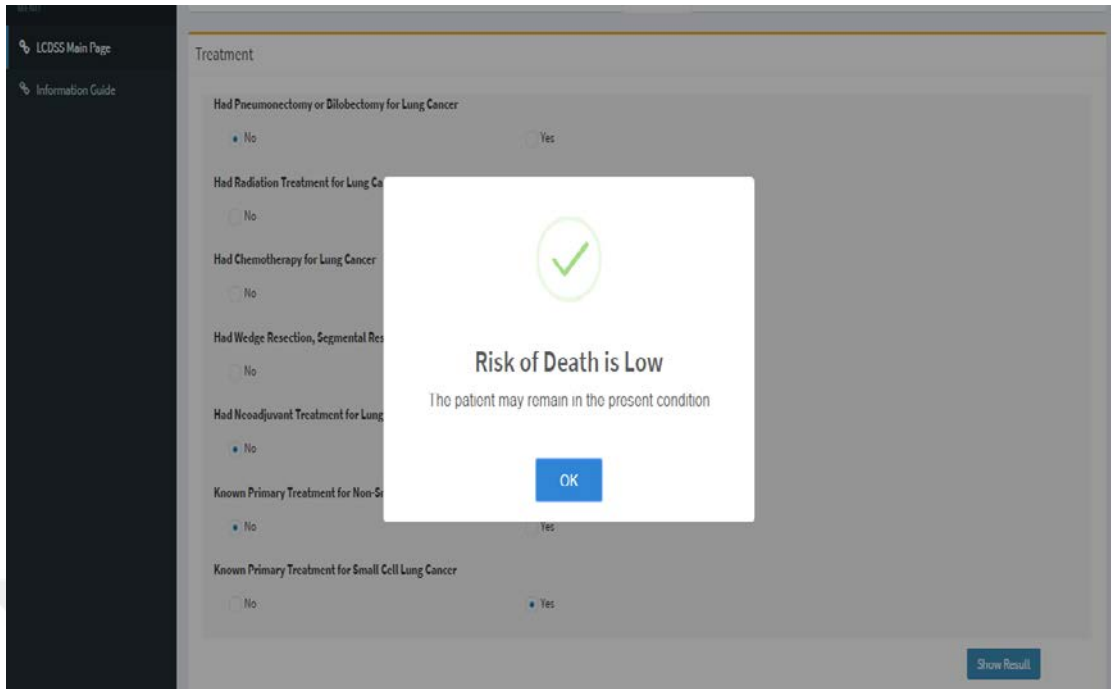 LCDSS Main Page
Information Guide
Treatment
Had Pneumonectomy or Bilobectomy for Lung Cancer
No Yes
Had Radiation Treatment for Lung Ca
No
Had Chemotherapy for Lung Cancer
No
Had Wedge Resection, Segmental Res
No
Had Neoadjuvant Treatment for Lung
No
Known Primary Treatment for Non-S
No Yes
Known Primary Treatment for Small Cell Lung Cancer
No Yes
Show Result
Risk of Death is Low
The patient may remain in the present condition
OK